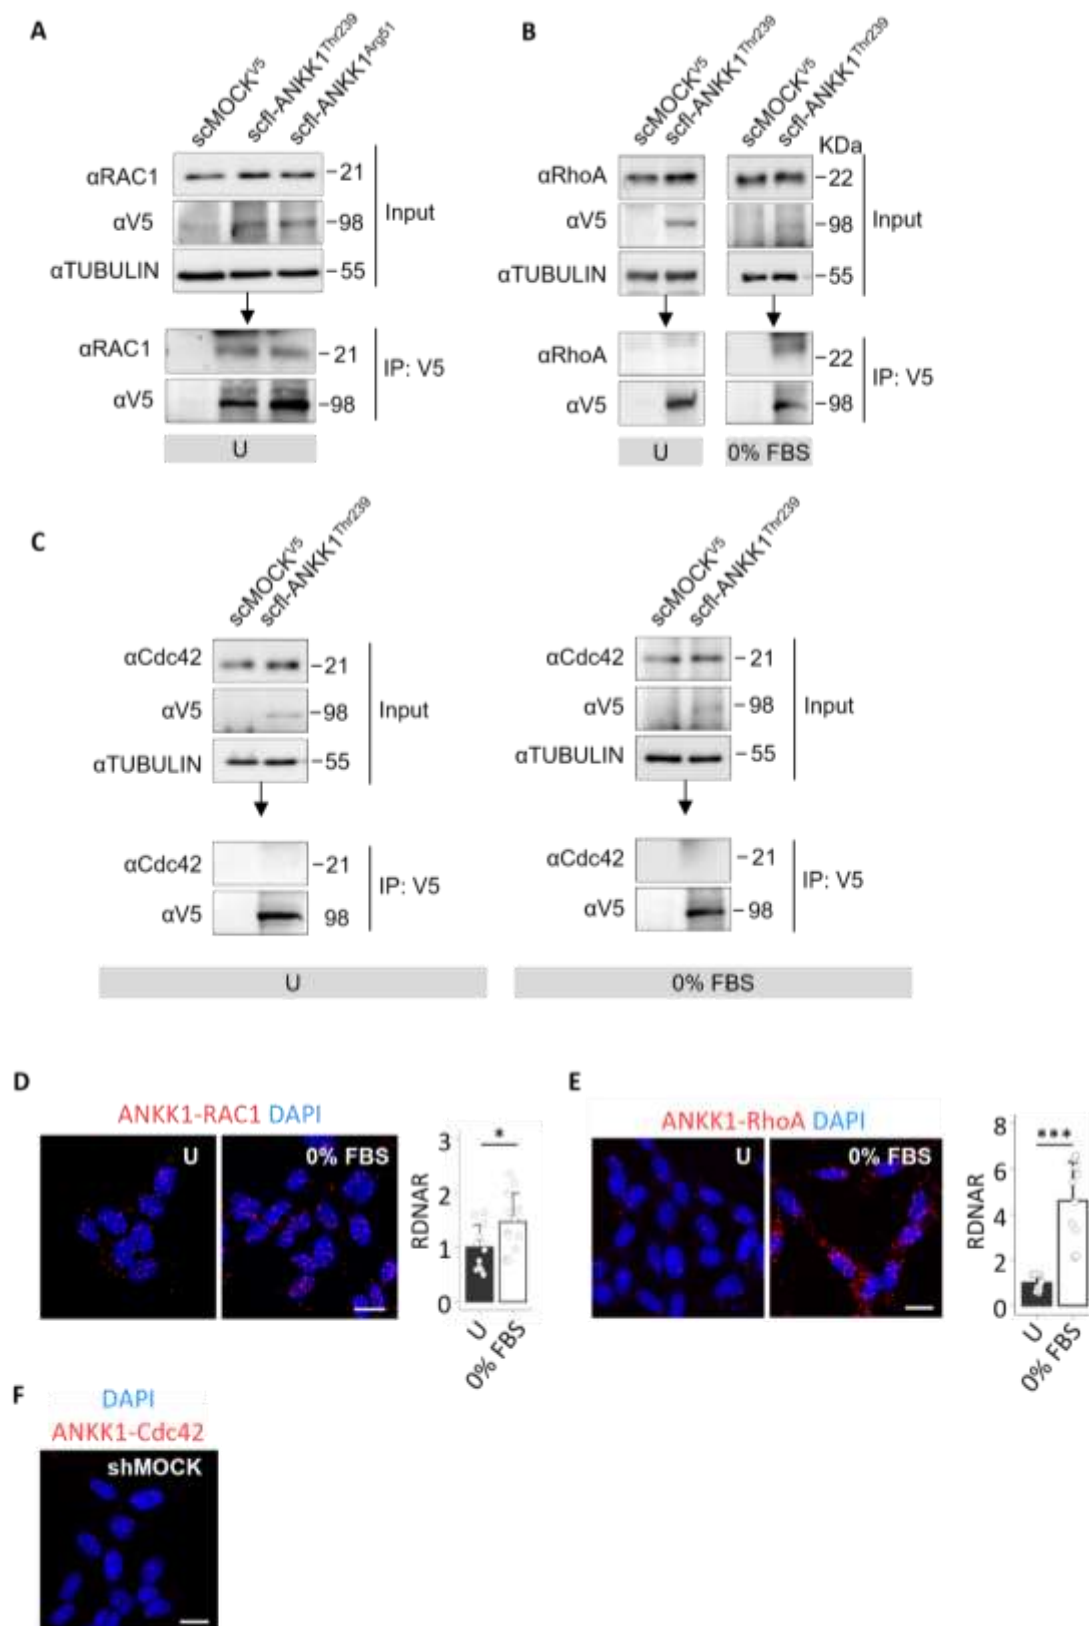 A
scMOCKV5
scfl-ANKK1Thr239
scfl-ANKK1Arg51
αRAC1
-21
αV5
-98
Input
αTUBULIN
-55
αRAC1
-21
IP: V5
αV5
-98
U
B
scMOCKV5
scfl-ANKK1Thr239
scMOCKV5
scfl-ANKK1Thr239
KDa
αRhoA
-22
αV5
-98
Input
αTUBULIN
-55
αRhoA
-22
IP: V5
αV5
-98
U
0% FBS
C
scMOCKV5
scfl-ANKK1Thr239
αCdc42
-21
αV5
-98
Input
αTUBULIN
-55
αCdc42
-21
IP: V5
αV5
98
U
scMOCKV5
scfl-ANKK1Thr239
αCdc42
-21
αV5
-98
Input
αTUBULIN
-55
αCdc42
-21
IP: V5
αV5
-98
0% FBS
D
ANKK1-RAC1 DAPI
U
0% FBS
*
RDNAR
3
2
1
0
U
0% FBS
E
ANKK1-RhoA DAPI
U
0% FBS
***
RDNAR
8
6
4
2
0
U
0% FBS
F
DAPI
ANKK1-Cdc42
shMOCK